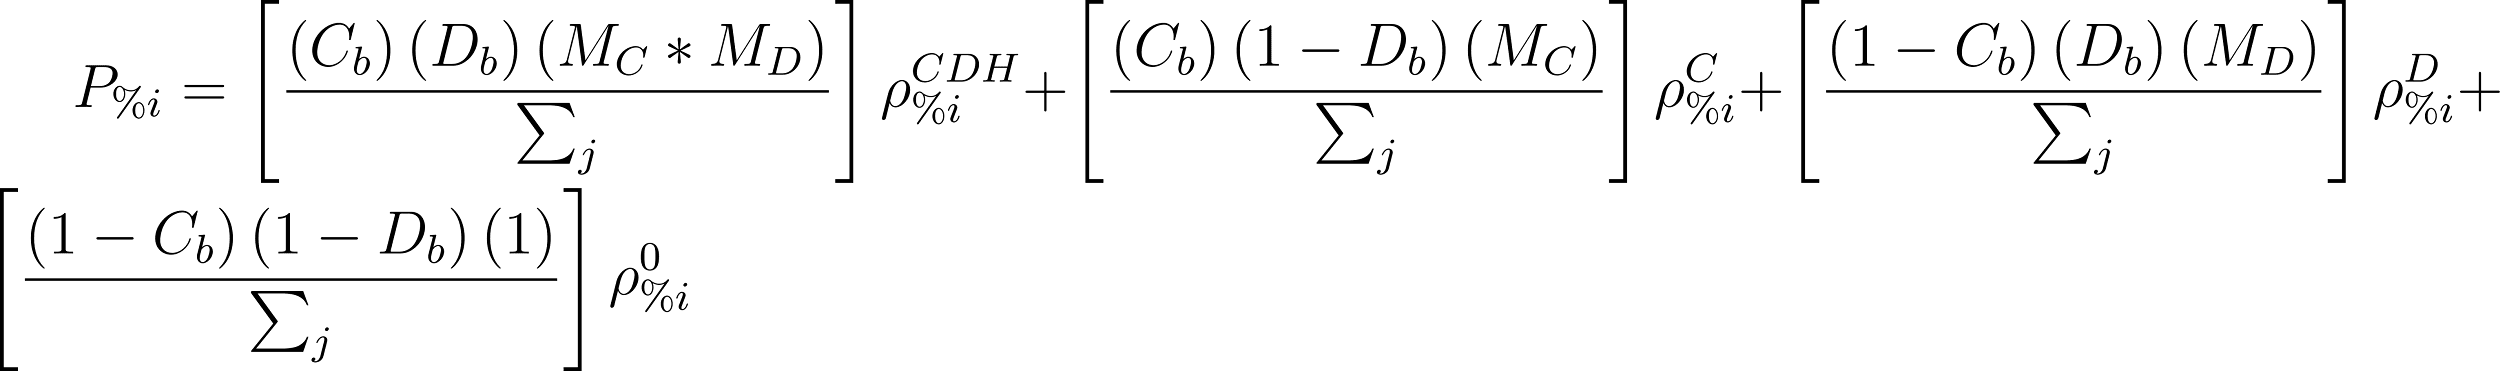 P_{\%i} = \left[ \frac{(C_b)(D_b)(M_C * M_D)}{\sum_j} \right] \rho_{\%i}^{CDH} + \left[ \frac{(C_b)(1 - D_b)(M_C)}{\sum_j} \right] \rho_{\%i}^{C} + \left[ \frac{(1 - C_b)(D_b)(M_D)}{\sum_j} \right] \rho_{\%i}^{D} +
\left[ \frac{(1 - C_b)(1 - D_b)(1)}{\sum_j} \right] \rho_{\%i}^{0}